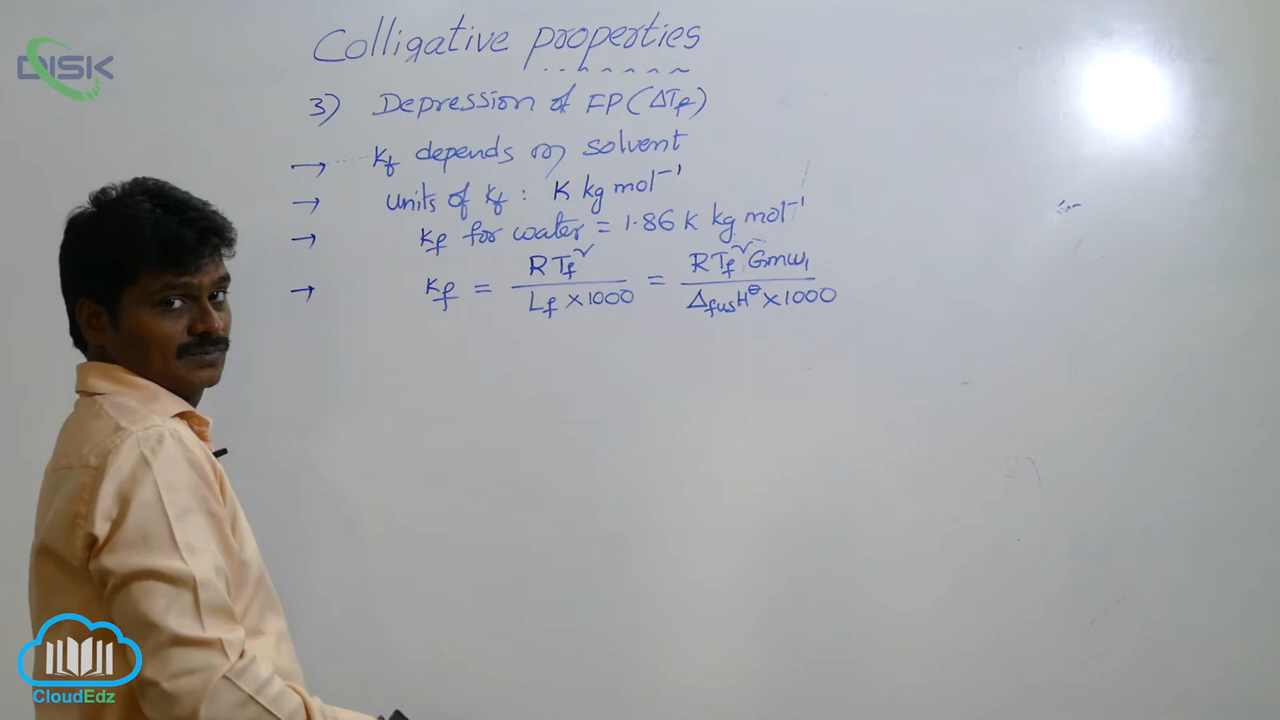 DISK
Colligative properties
3) Depression of FP (ΔTf)
→ Kf depends on solvent
→ units of Kf : K kg mol⁻¹
→ Kf for water = 1.86 K kg mol⁻¹
→ Kf = RTf² / Lf × 1000 = RTf² GMW₁ / ΔfusH° × 1000
CloudEdz